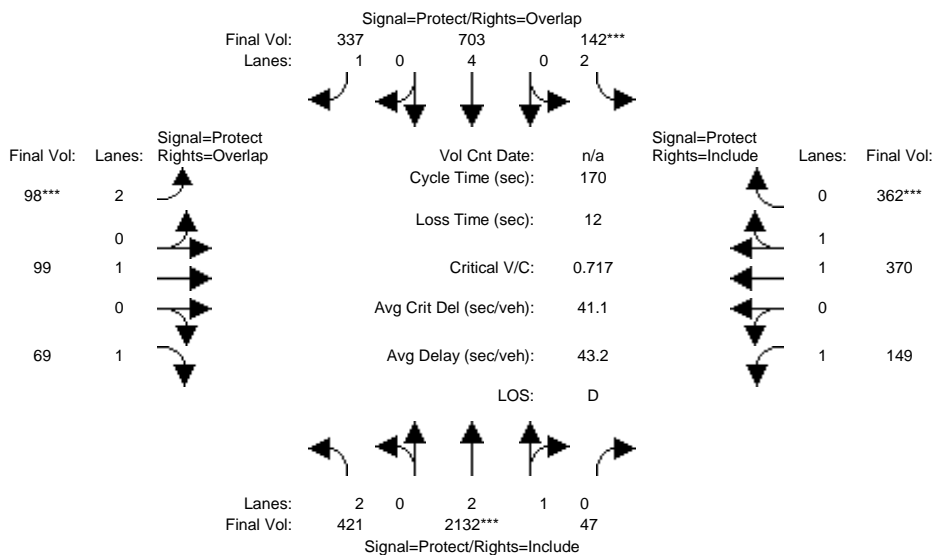 Signal=Protect/Rights=Overlap
Final Vol: 337 703 142***
Lanes: 1 0 4 0 2
Signal=Protect
Final Vol: Lanes: Rights=Overlap
Vol Cnt Date: n/a
Signal=Protect
Rights=Include Lanes: Final Vol:
Cycle Time (sec): 170
98*** 2
0 362***
Loss Time (sec): 12
0
1
99 1
Critical V/C: 0.717
1 370
0
Avg Crit Del (sec/veh): 41.1
0
69 1
Avg Delay (sec/veh): 43.2
1 149
LOS: D
Lanes: 2 0 2 1 0
Final Vol: 421 2132*** 47
Signal=Protect/Rights=Include